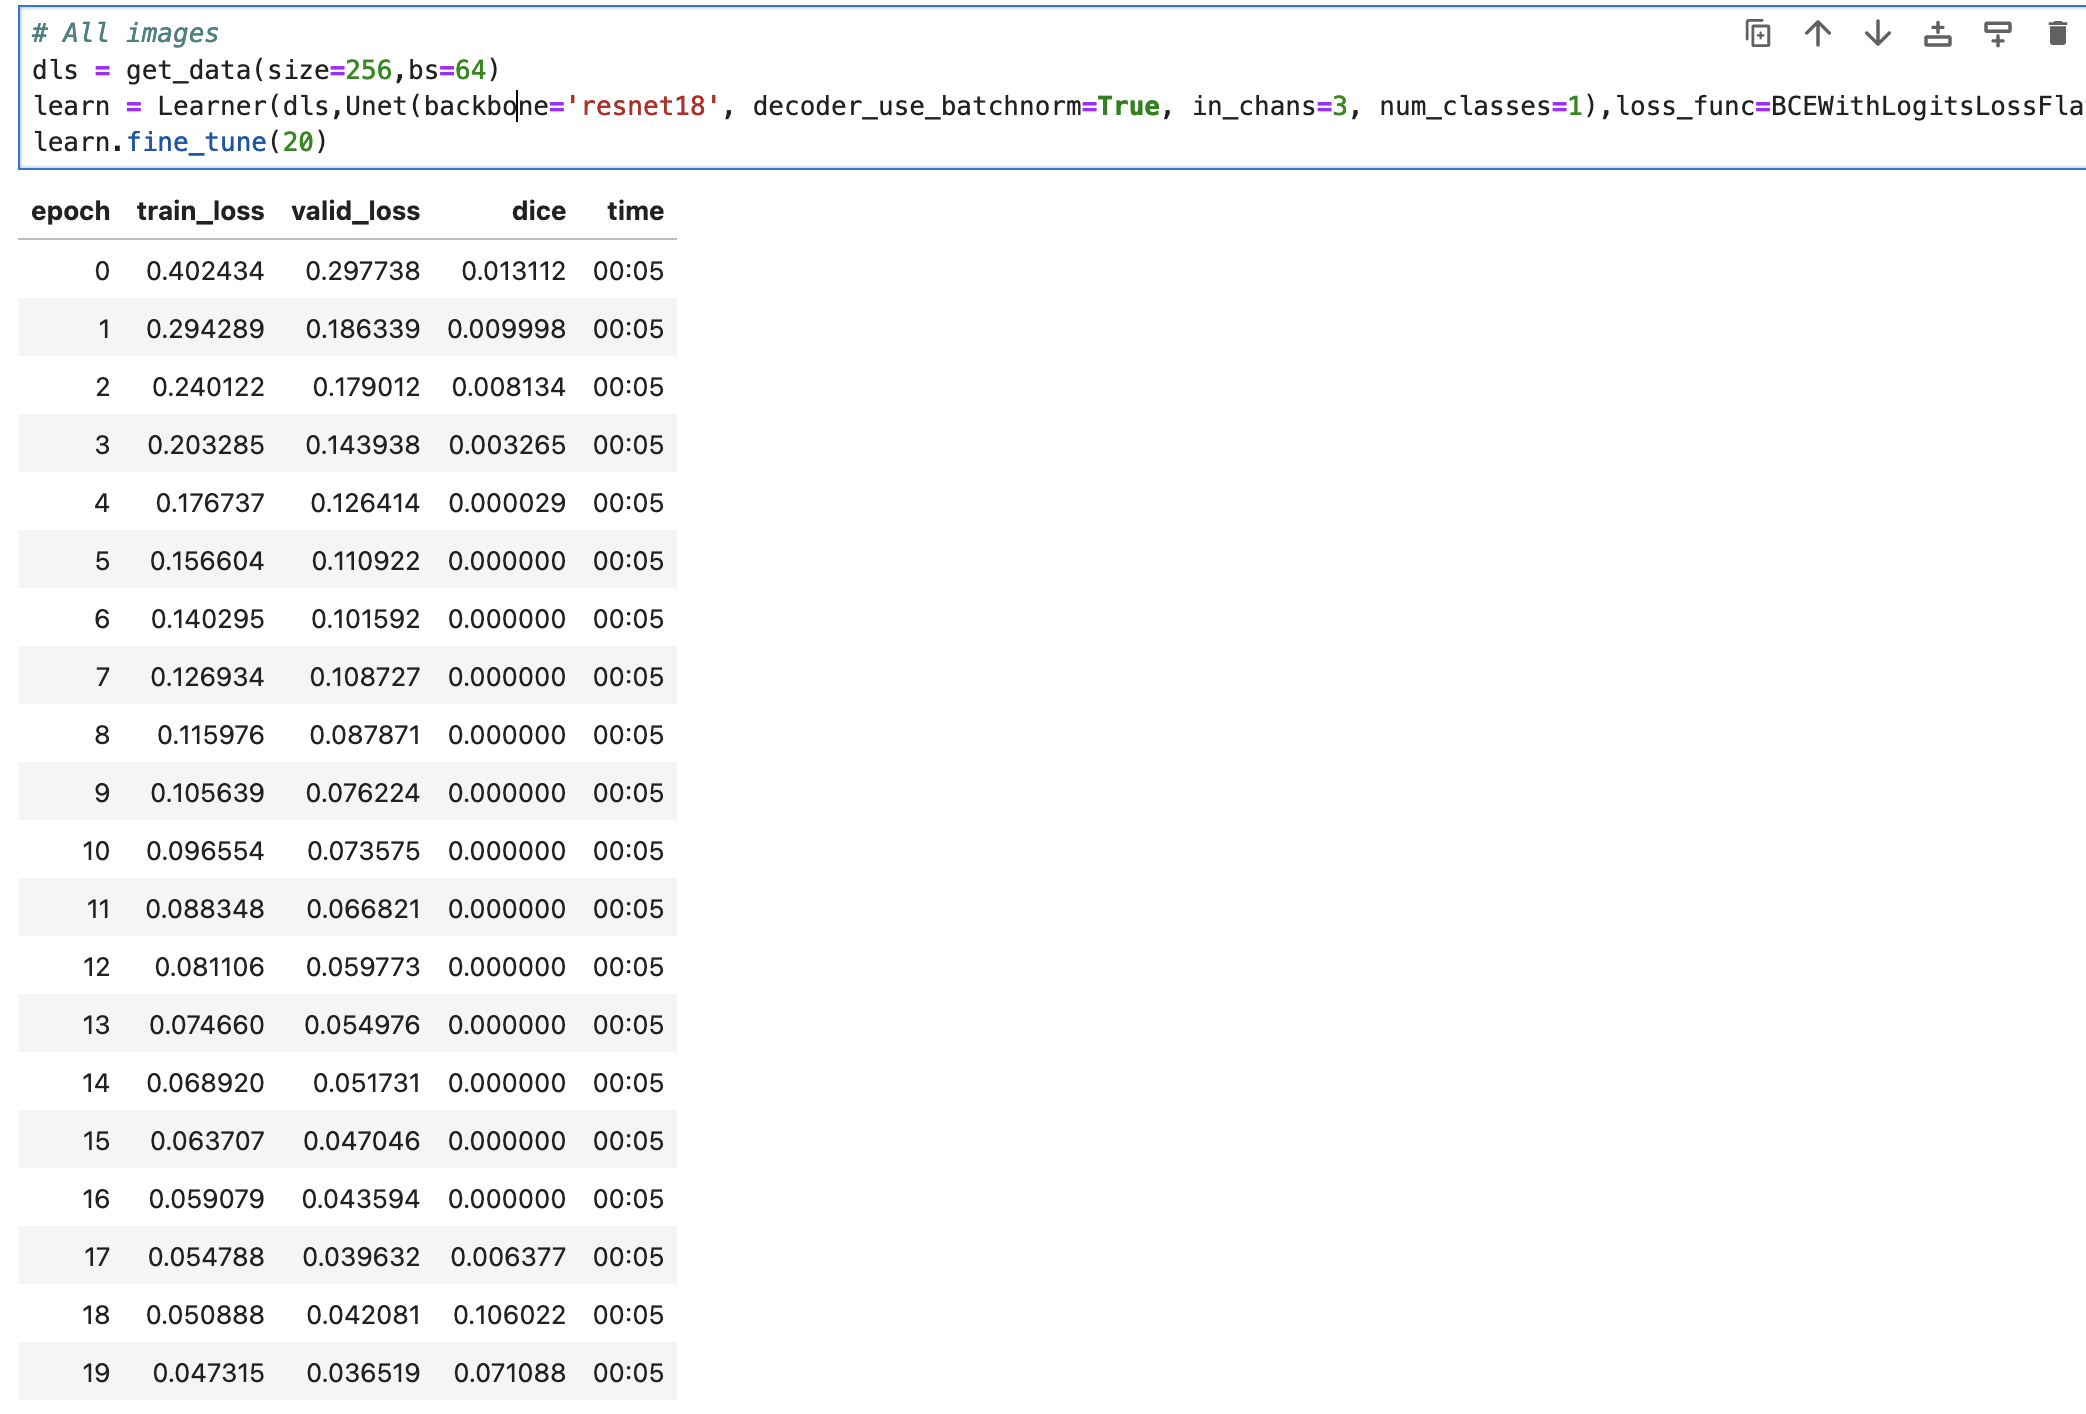 # All images
dls = get_data(size=256,bs=64)
learn = Learner(dls,Unet(backbone='resnet18', decoder_use_batchnorm=True, in_chans=3, num_classes=1),loss_func=BCEWithLogitsLossFla
learn.fine_tune(20)
epoch train_loss valid_loss dice time
0 0.402434 0.297738 0.013112 00:05
1 0.294289 0.186339 0.009998 00:05
2 0.240122 0.179012 0.008134 00:05
3 0.203285 0.143938 0.003265 00:05
4 0.176737 0.126414 0.000029 00:05
5 0.156604 0.110922 0.000000 00:05
6 0.140295 0.101592 0.000000 00:05
7 0.126934 0.108727 0.000000 00:05
8 0.115976 0.087871 0.000000 00:05
9 0.105639 0.076224 0.000000 00:05
10 0.096554 0.073575 0.000000 00:05
11 0.088348 0.066821 0.000000 00:05
12 0.081106 0.059773 0.000000 00:05
13 0.074660 0.054976 0.000000 00:05
14 0.068920 0.051731 0.000000 00:05
15 0.063707 0.047046 0.000000 00:05
16 0.059079 0.043594 0.000000 00:05
17 0.054788 0.039632 0.006377 00:05
18 0.050888 0.042081 0.106022 00:05
19 0.047315 0.036519 0.071088 00:05